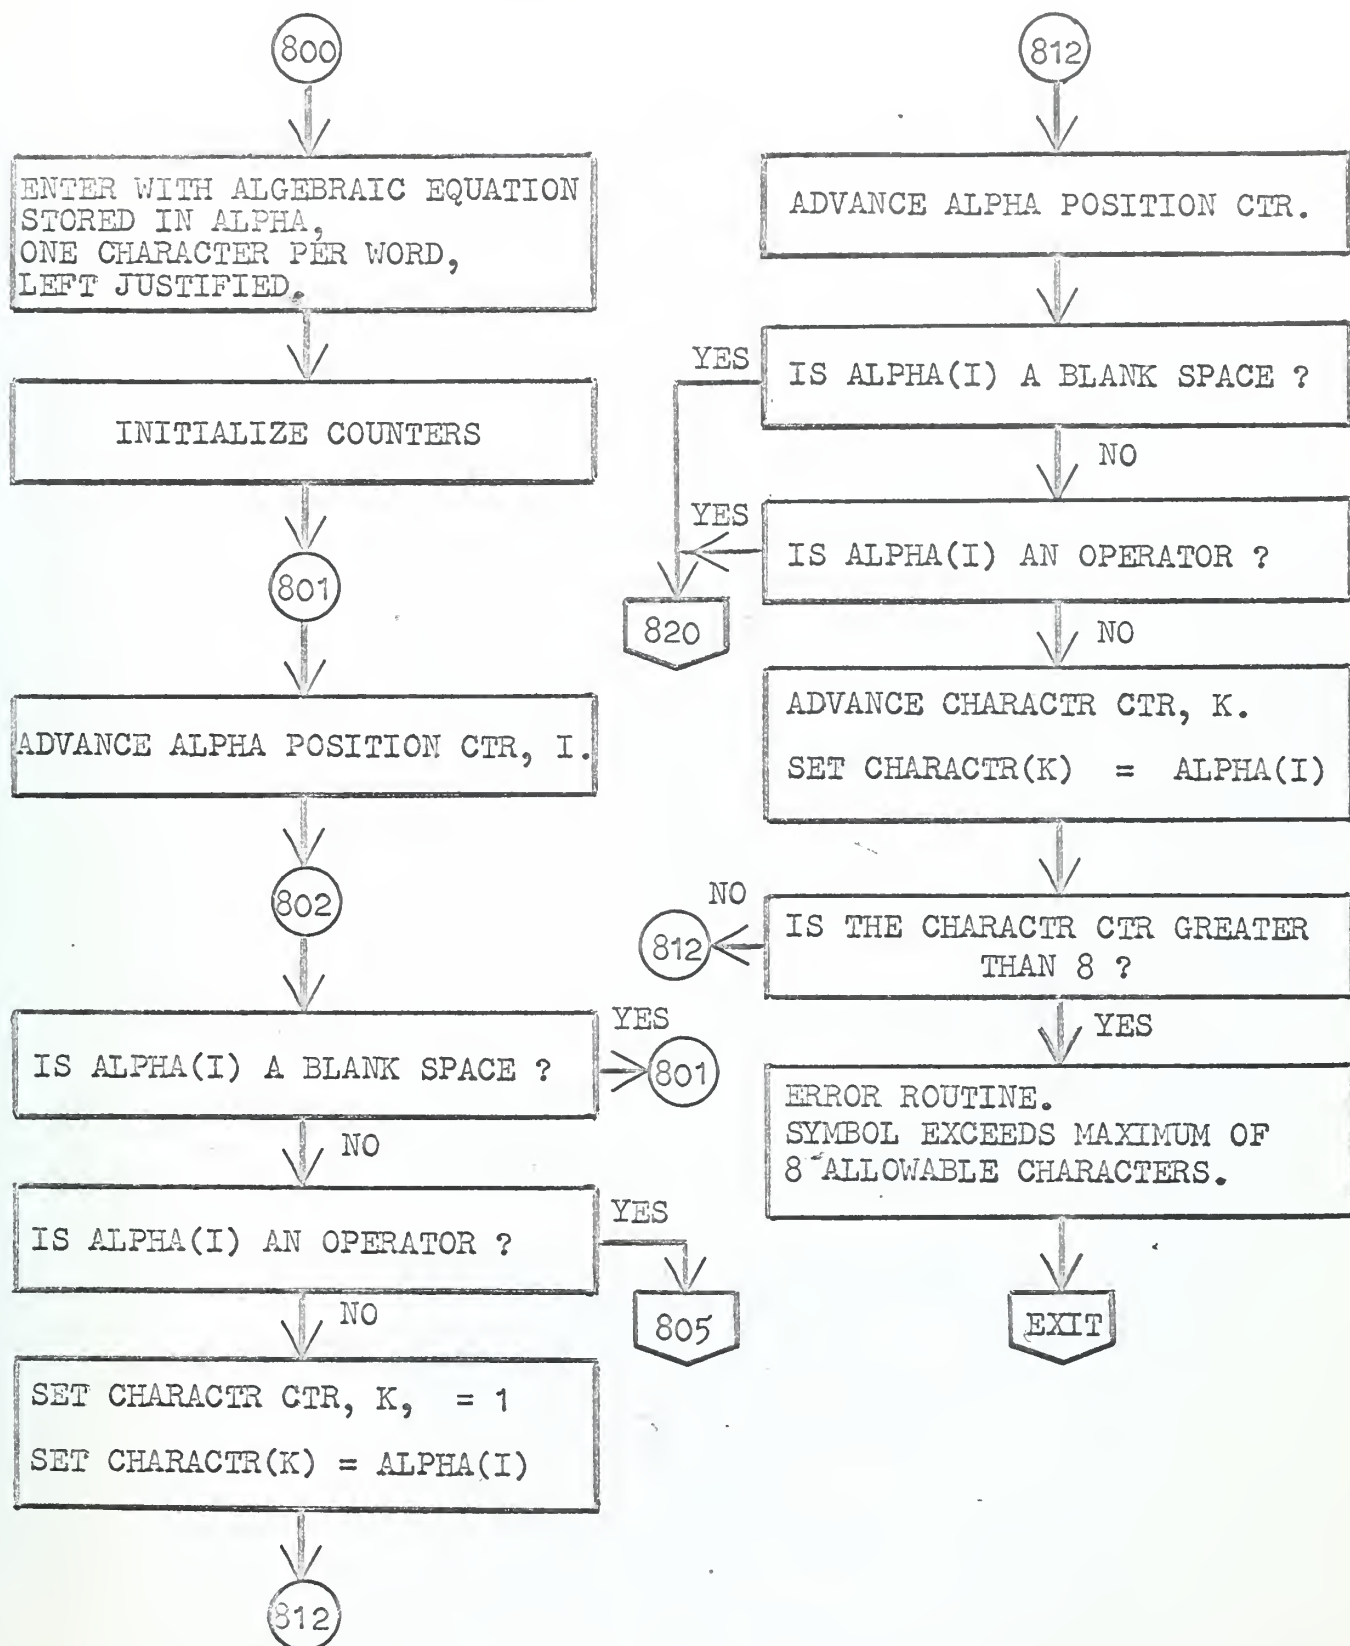 800
ENTER WITH ALGEBRAIC EQUATION
STORED IN ALPHA,
ONE CHARACTER PER WORD,
LEFT JUSTIFIED.
INITIALIZE COUNTERS
801
ADVANCE ALPHA POSITION CTR, I.
802
IS ALPHA(I) A BLANK SPACE ?
YES
801
NO
IS ALPHA(I) AN OPERATOR ?
YES
805
NO
SET CHARACTR CTR, K, = 1
SET CHARACTR(K) = ALPHA(I)
812
812
ADVANCE ALPHA POSITION CTR.
IS ALPHA(I) A BLANK SPACE ?
YES
NO
IS ALPHA(I) AN OPERATOR ?
YES
820
NO
ADVANCE CHARACTR CTR, K.
SET CHARACTR(K) = ALPHA(I)
IS THE CHARACTR CTR GREATER
THAN 8 ?
NO
812
YES
ERROR ROUTINE.
SYMBOL EXCEEDS MAXIMUM OF
8 ALLOWABLE CHARACTERS.
EXIT